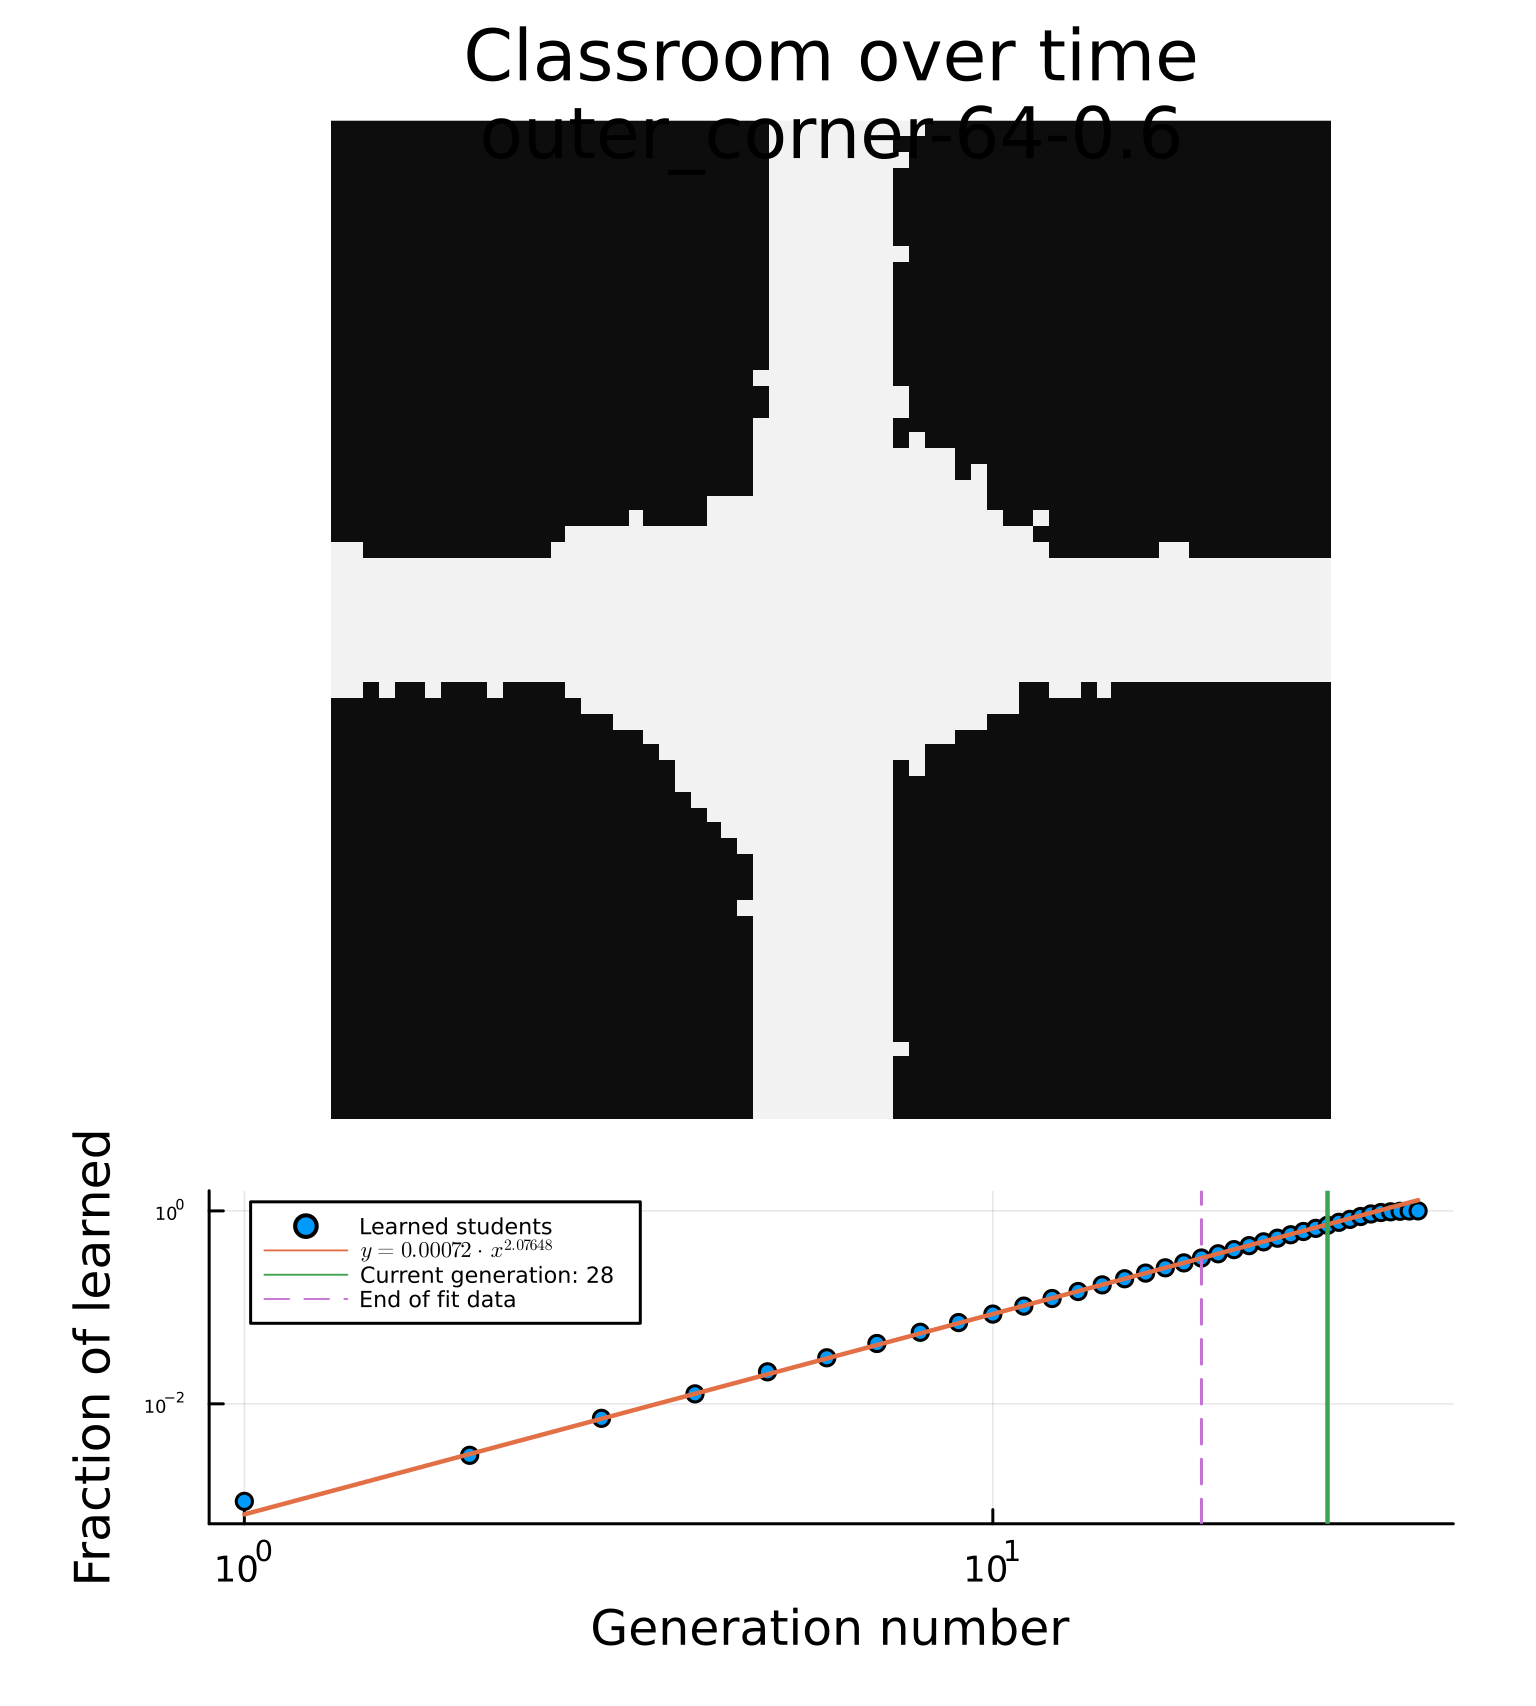 Classroom over time
outer_corner-64-0.6
Fraction of learned
10⁰
10⁻²
Learned students
y = 0.00072 · x^2.07648
Current generation: 28
End of fit data
10⁰
10¹
Generation number